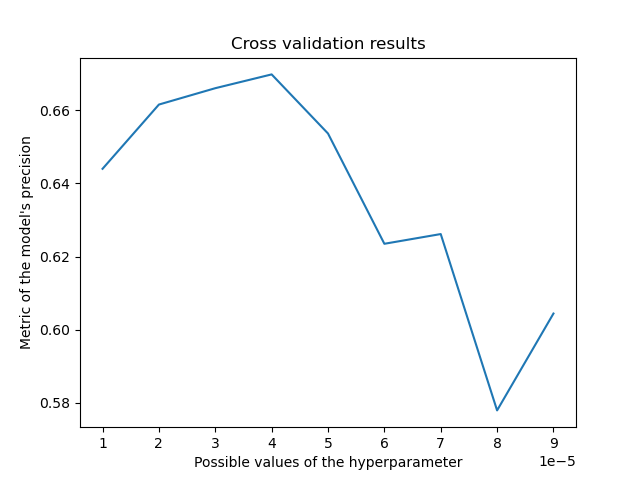 Cross validation results
Metric of the model's precision
0.66
0.64
0.62
0.60
0.58
1 2 3 4 5 6 7 8 9
1e−5
Possible values of the hyperparameter